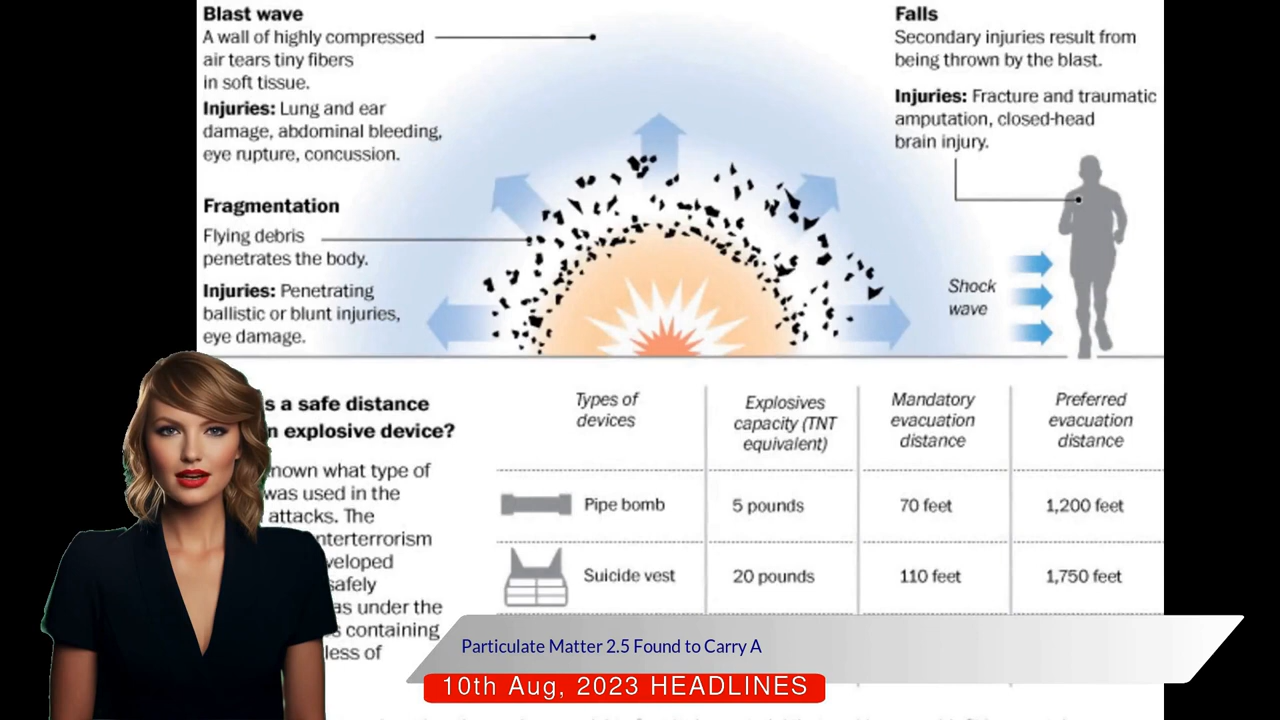 Blast wave
A wall of highly compressed
air tears tiny fibers
in soft tissue.
Injuries: Lung and ear
damage, abdominal bleeding,
eye rupture, concussion.
Fragmentation
Flying debris
penetrates the body.
Injuries: Penetrating
ballistic or blunt injuries,
eye damage.
Falls
Secondary injuries result from
being thrown by the blast.
Injuries: Fracture and traumatic
amputation, closed-head
brain injury.
Shock
wave
s a safe distance
n explosive device?
nown what type of
was used in the
attacks. The
nterterrorism
veloped
safely
as under the
containing
less of
Types of
devices
Explosives
capacity (TNT
equivalent)
Mandatory
evacuation
distance
Preferred
evacuation
distance
Pipe bomb
5 pounds
70 feet
1,200 feet
Suicide vest
20 pounds
110 feet
1,750 feet
Particulate Matter 2.5 Found to Carry A
10th Aug, 2023 HEADLINES